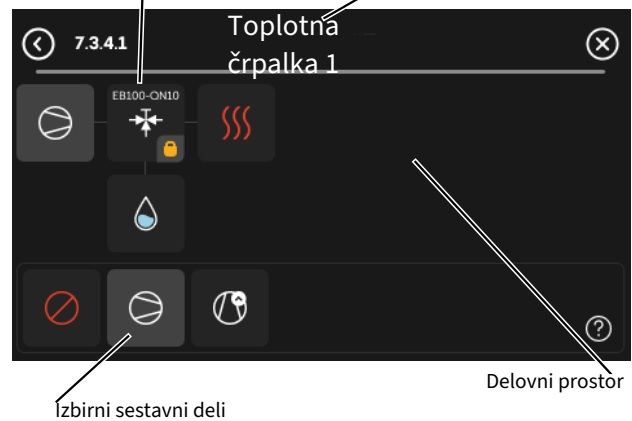 7.3.4.1
Toplotna
črpalka 1
EB100-QN10
?
Delovni prostor
Izbirni sestavni deli